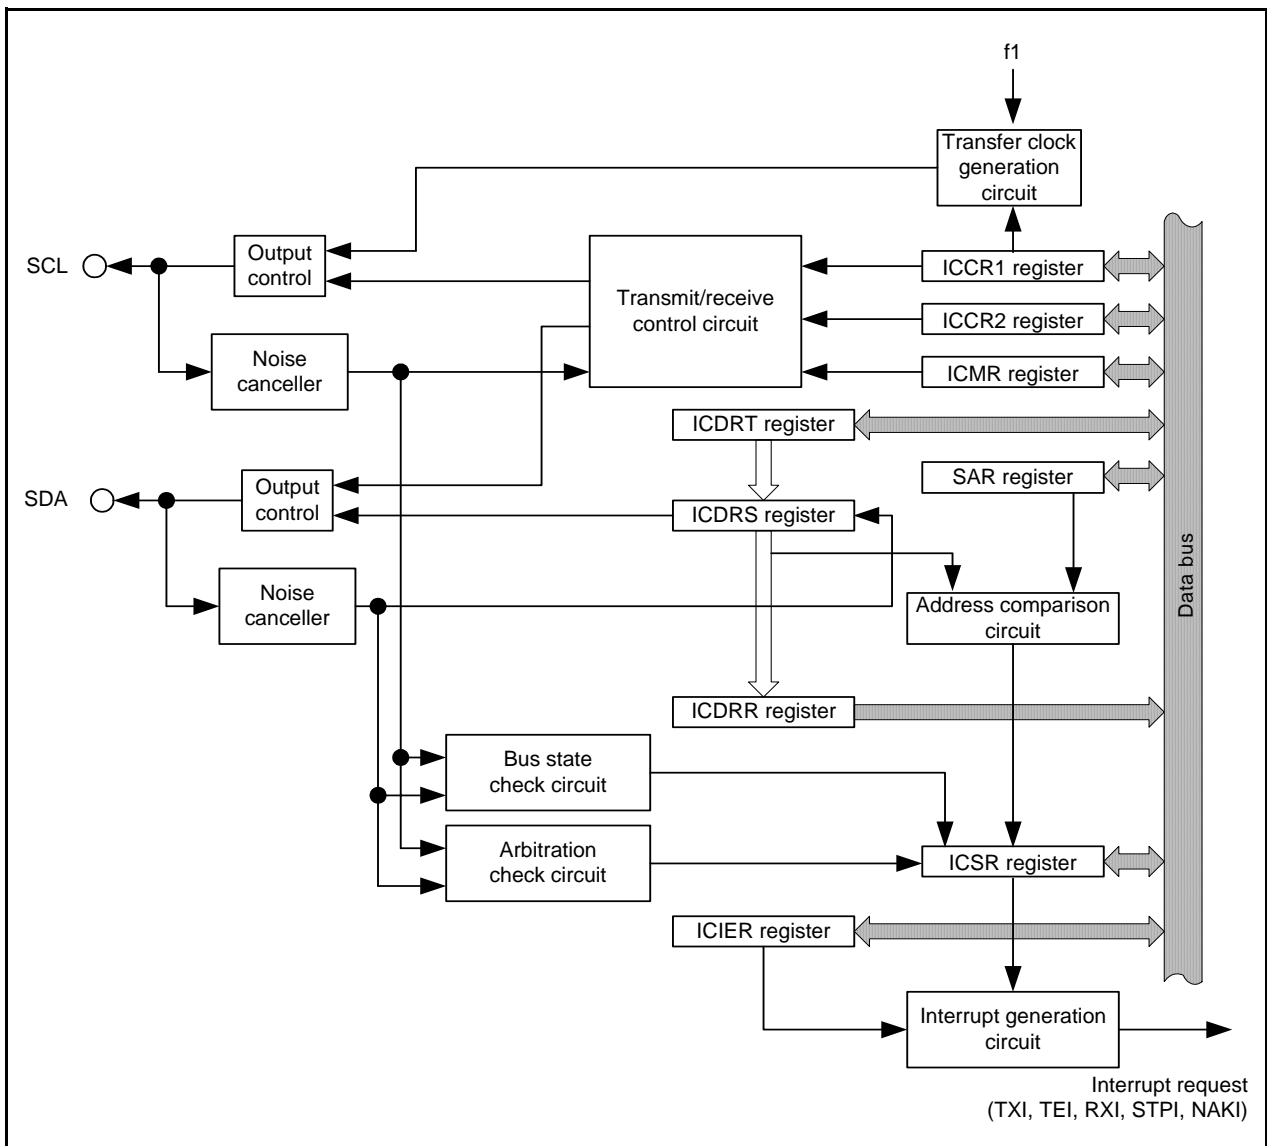 f1
Transfer clock
generation
circuit
SCL
Output
control
Transmit/receive
control circuit
ICCR1 register
ICCR2 register
ICMR register
Noise
canceller
ICDRT register
SAR register
SDA
Output
control
ICDRS register
Data bus
Noise
canceller
Address comparison
circuit
ICDRR register
Bus state
check circuit
Arbitration
check circuit
ICSR register
ICIER register
Interrupt generation
circuit
Interrupt request
(TXI, TEI, RXI, STPI, NAKI)